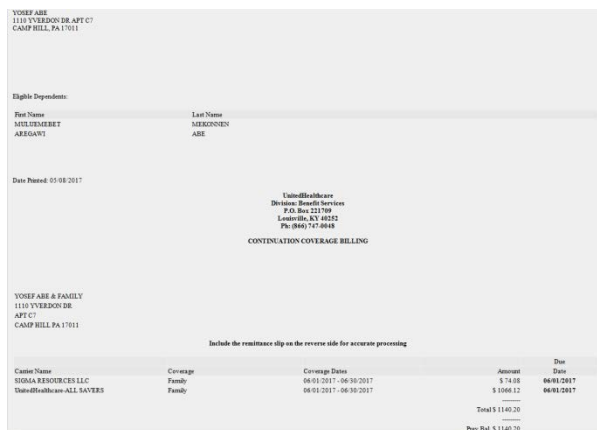 YOSEF ABE
1110 YVERDON DR APT C7
CAMP HILL, PA 17011
Eligible Dependents:
First Name Last Name
MULUEMEBET MEKONNEN
AREGAWI ABE
Date Printed: 05/08/2017
UnitedHealthcare
Division: Benefit Services
P.O. Box 221709
Louisville, KY 40252
Ph: (866) 747-0048
CONTINUATION COVERAGE BILLING
YOSEF ABE & FAMILY
1110 YVERDON DR
APT C7
CAMP HILL PA 17011
Include the remittance slip on the reverse side for accurate processing
Carrier Name Coverage Coverage Dates Amount Due Date
SIGMA RESOURCES LLC Family 06/01/2017 - 06/30/2017 $ 74.08 06/01/2017
UnitedHealthcare-ALL SAVERS Family 06/01/2017 - 06/30/2017 $ 1066.12 06/01/2017
Total $ 1140.20
Prev Bal $ 1140.20